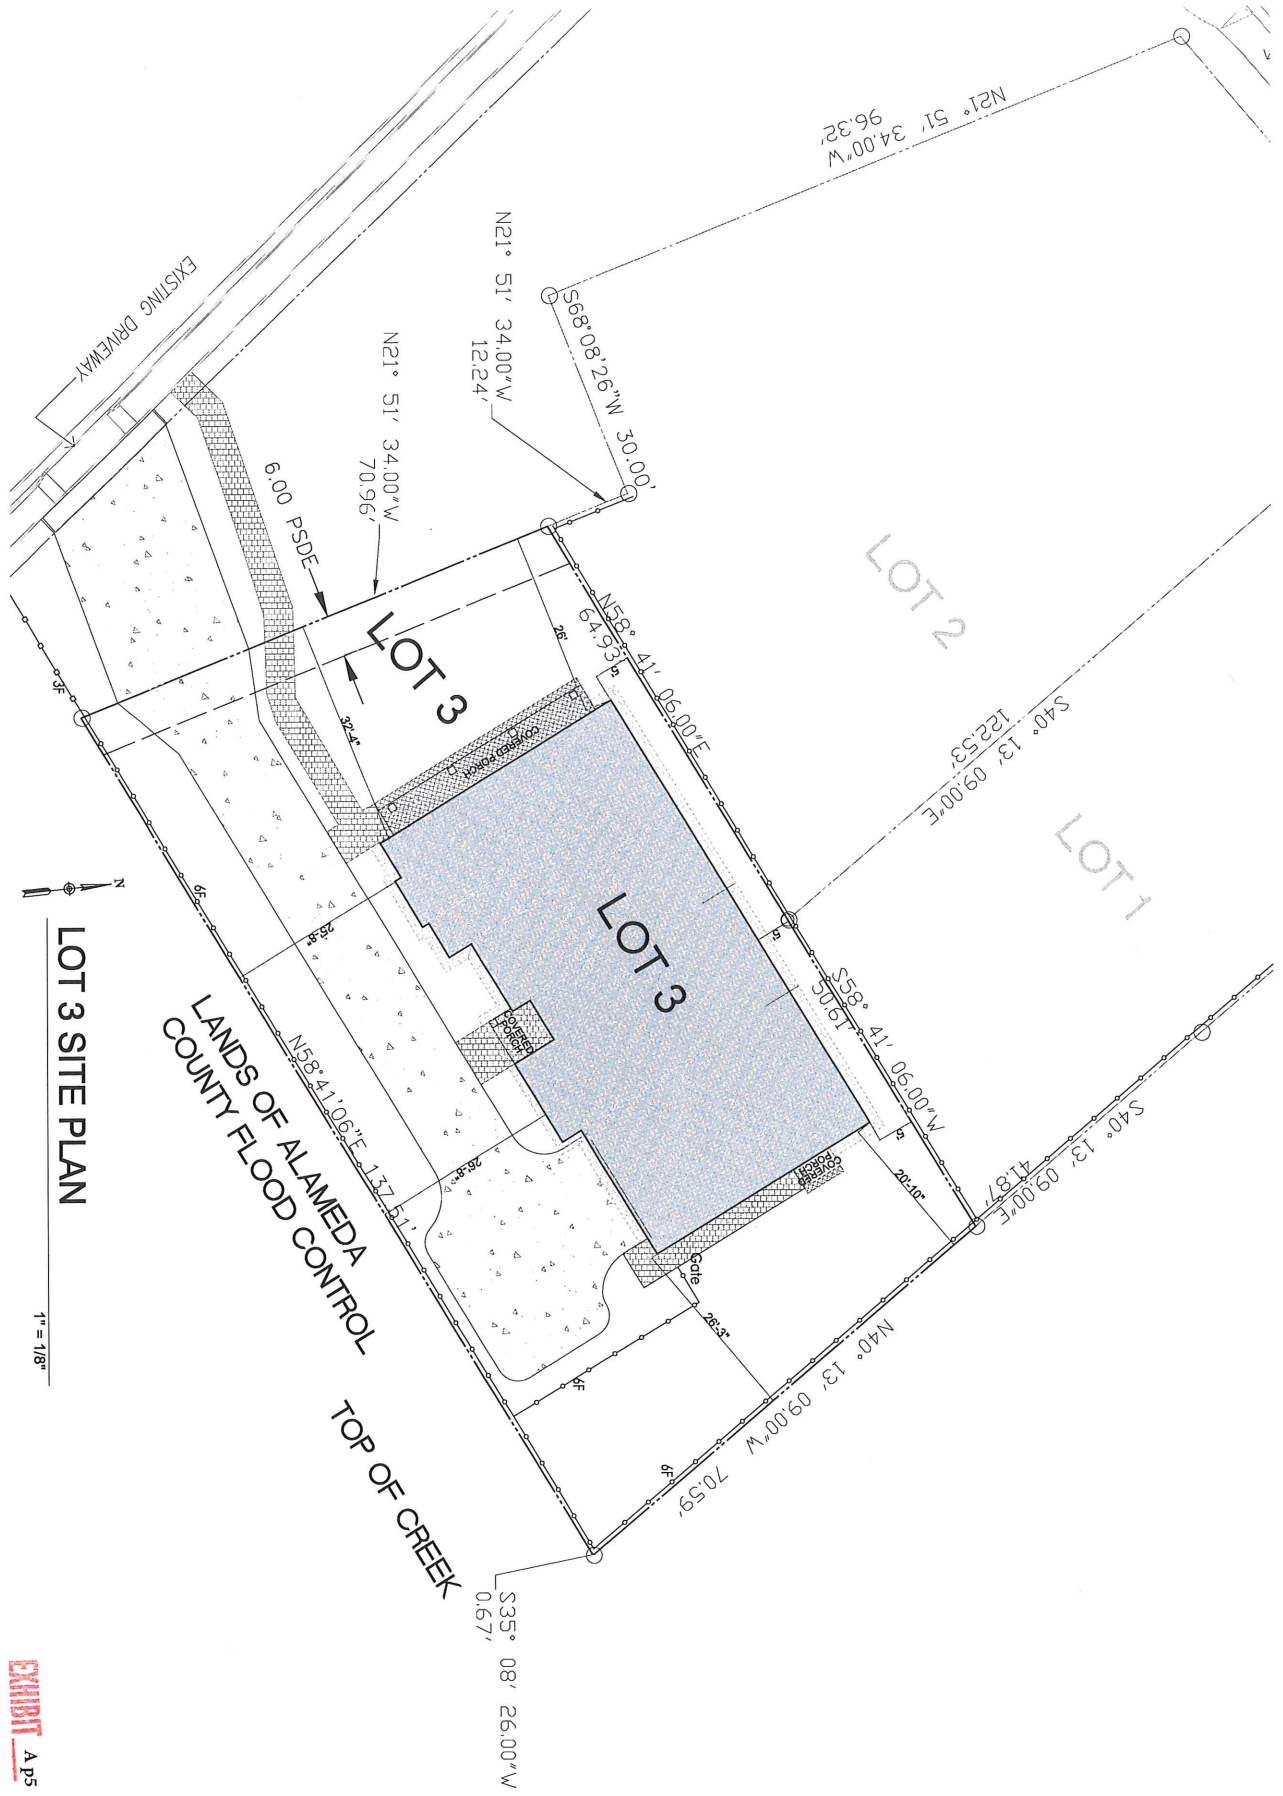 N21° 51' 34.00"W
96.32'
N21° 51' 34.00"W
12.24'
S68°08'26"W 30.00'
N21° 51' 34.00"W
70.96'
EXISTING DRIVEWAY
6.00 PSDE
LOT 2
S40° 13' 09.00"E
122.53'
LOT 1
N58° 41' 06.00"E
64.93'
5'
26'
LOT 3
32'-4"
COVERED PORCH
3F
LOT 3
5'
S58° 41' 06.00"W
50.61'
5'
S40° 13' 09.00"E
41.87'
6F
25'-8"
COVERED
PORCH
26'-8"
COVERED
PORCH
20'-10"
Gate
26'-3"
6F
N40° 13' 09.00"W 70.59'
6F
N58°41'06"E 137.51'
LANDS OF ALAMEDA
COUNTY FLOOD CONTROL
TOP OF CREEK
S35° 08' 26.00"W
0.67'
N
LOT 3 SITE PLAN
1" = 1/8"
EXHIBIT A p5